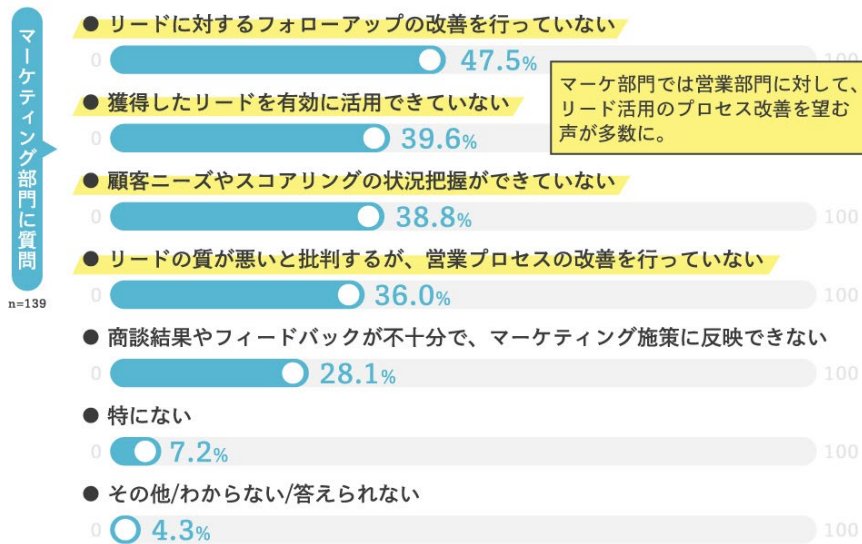 マーケティング部門に質問
n=139
● リードに対するフォローアップの改善を行っていない
0 47.5% 100
マーケ部門では営業部門に対して、
リード活用のプロセス改善を望む
声が多数に。
● 獲得したリードを有効に活用できていない
0 39.6%
● 顧客ニーズやスコアリングの状況把握ができていない
0 38.8% 100
● リードの質が悪いと批判するが、営業プロセスの改善を行っていない
0 36.0% 100
● 商談結果やフィードバックが不十分で、マーケティング施策に反映できない
0 28.1% 100
● 特にない
0 7.2% 100
● その他/わからない/答えられない
0 4.3% 100